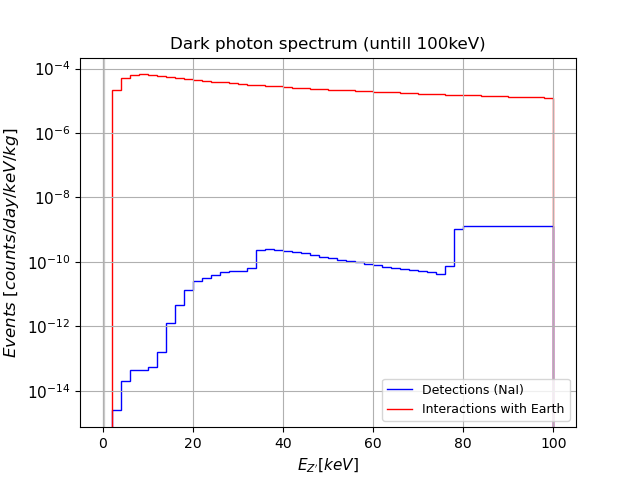 Dark photon spectrum (untill 100keV)
Events [counts/day/keV/kg]
10⁻⁴
10⁻⁶
10⁻⁸
10⁻¹⁰
10⁻¹²
10⁻¹⁴
Detections (NaI)
Interactions with Earth
0 20 40 60 80 100
E_{Z'}[keV]